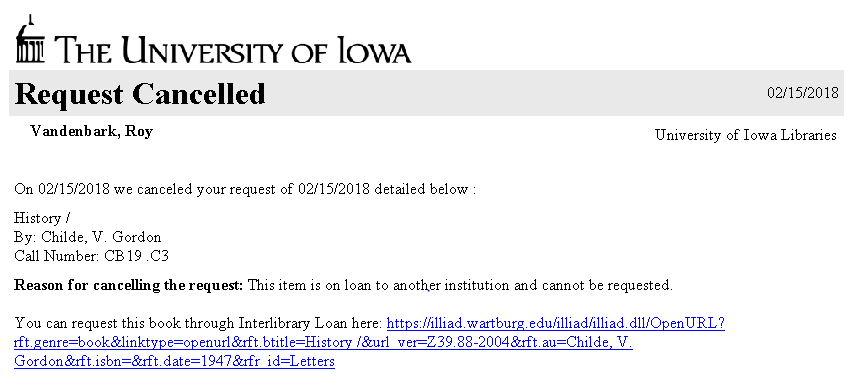 THE UNIVERSITY OF IOWA
Request Cancelled
02/15/2018
Vandenbark, Roy
University of Iowa Libraries
On 02/15/2018 we canceled your request of 02/15/2018 detailed below :
History /
By: Childe, V. Gordon
Call Number: CB19 .C3
Reason for cancelling the request: This item is on loan to another institution and cannot be requested.
You can request this book through Interlibrary Loan here: https://illiad.wartburg.edu/illiad/illiad.dll/OpenURL?
rft.genre=book&linktype=openurl&rft.btitle=History /&url_ver=Z39.88-2004&rft.au=Childe, V.
Gordon&rft.isbn=&rft.date=1947&rfr_id=Letters